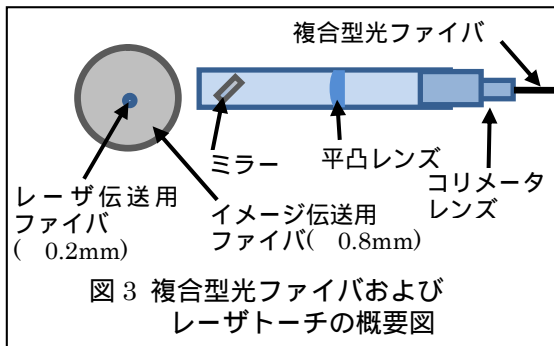 複合型光ファイバ
ミラー
平凸レンズ
コリメータ
レンズ
レーザ伝送用
ファイバ
( 0.2mm)
イメージ伝送用
ファイバ( 0.8mm)
図 3 複合型光ファイバおよび
レーザトーチの概要図